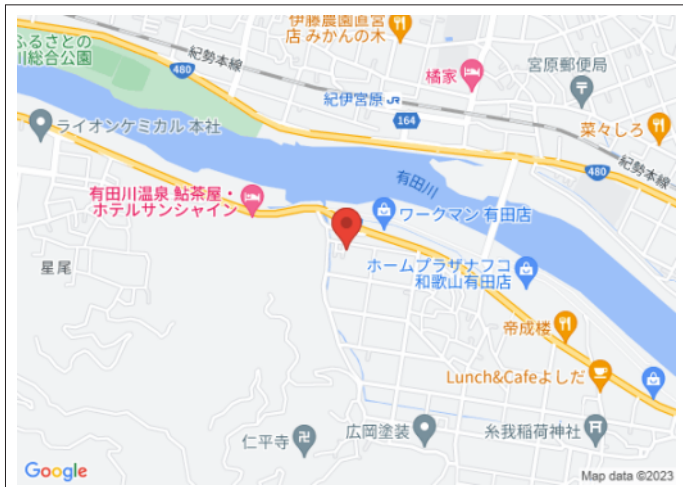 伊藤農園直営
店 みかんの木
ふるさとの
川総合公園
480
紀勢本線
橘家
宮原郵便局
紀伊宮原 JR
164
菜々しろ
ライオンケミカル 本社
紀勢本線
480
有田川
有田川温泉 鮎茶屋・
ホテルサンシャイン
ワークマン 有田店
星尾
ホームプラザナフコ
和歌山有田店
帝成楼
Lunch&Cafeよしだ
仁平寺
広岡塗装
糸我稲荷神社
Google
Map data ©2023